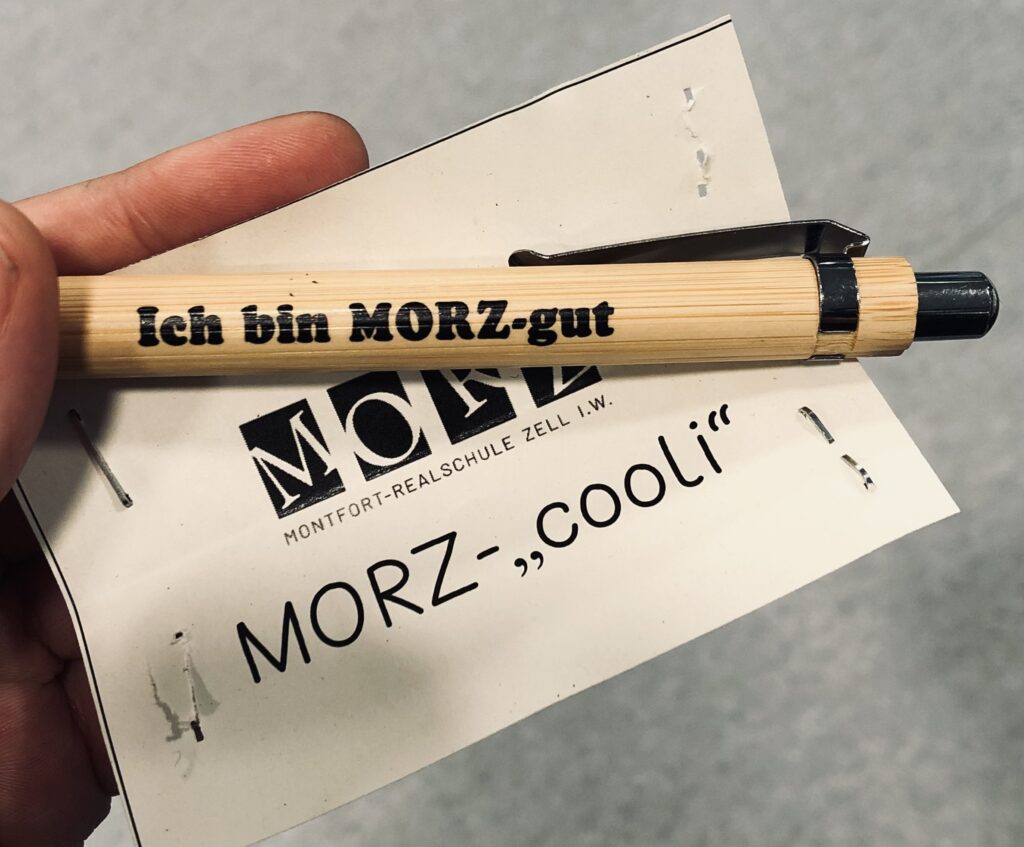 Ich bin MORZ-gut
MORZ
MONTFORT-REALSCHULE ZELL I.W.
MORZ-„cooli“